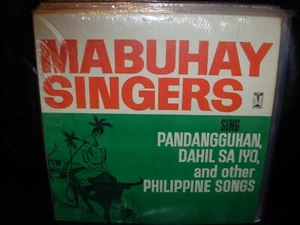 MABUHAY
SINGERS
SING
PANDANGGUHAN,
DAHIL SA IYO,
and other
PHILIPPINE SONGS